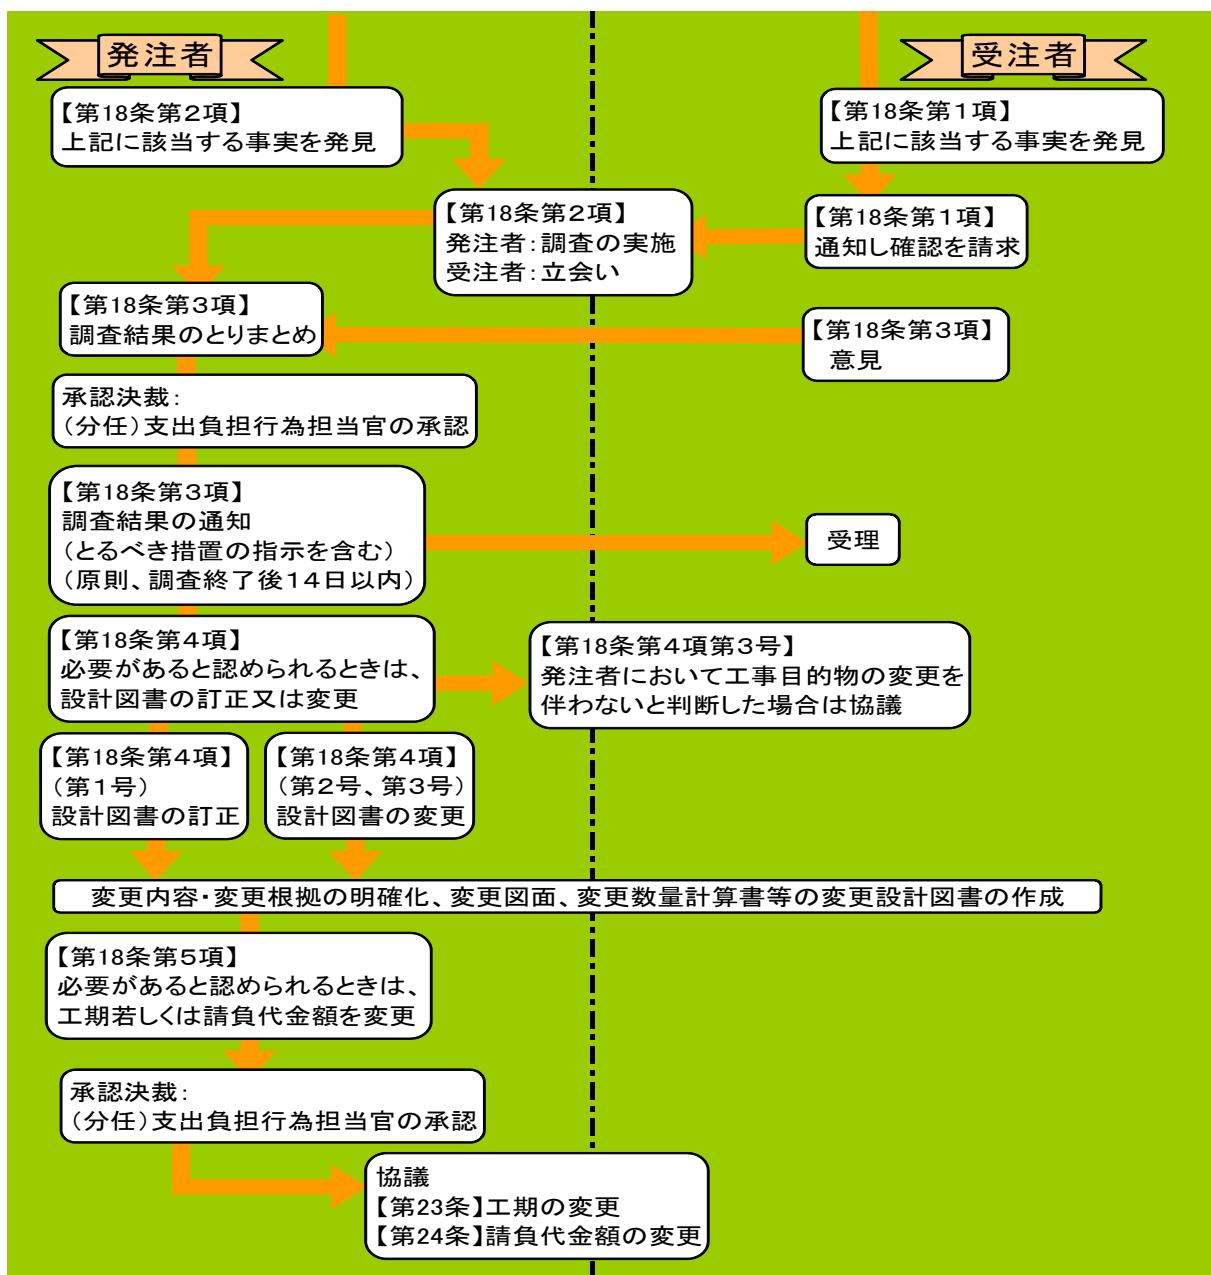 発注者
受注者
【第18条第2項】
上記に該当する事実を発見
【第18条第1項】
上記に該当する事実を発見
【第18条第2項】
発注者:調査の実施
受注者:立会い
【第18条第1項】
通知し確認を請求
【第18条第3項】
調査結果のとりまとめ
【第18条第3項】
意見
承認決裁:
(分任)支出負担行為担当官の承認
【第18条第3項】
調査結果の通知
(とるべき措置の指示を含む)
(原則、調査終了後14日以内)
受理
【第18条第4項】
必要があると認められるときは、
設計図書の訂正又は変更
【第18条第4項第3号】
発注者において工事目的物の変更を
伴わないと判断した場合は協議
【第18条第4項】
(第1号)
設計図書の訂正
【第18条第4項】
(第2号、第3号)
設計図書の変更
変更内容・変更根拠の明確化、変更図面、変更数量計算書等の変更設計図書の作成
【第18条第5項】
必要があると認められるときは、
工期若しくは請負代金額を変更
承認決裁:
(分任)支出負担行為担当官の承認
協議
【第23条】工期の変更
【第24条】請負代金額の変更